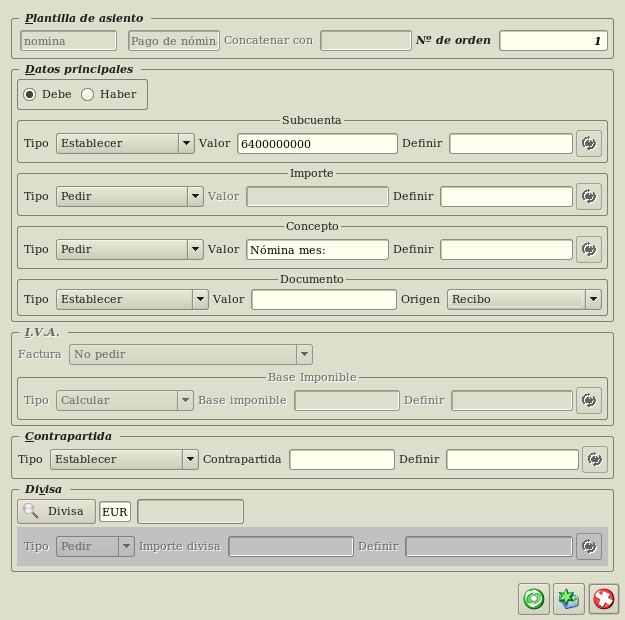 Plantilla de asiento
nomina Pago de nómin Concatenar con Nº de orden 1
Datos principales
Debe Haber
Subcuenta
Tipo Establecer Valor 6400000000 Definir
Importe
Tipo Pedir Valor Definir
Concepto
Tipo Pedir Valor Nómina mes: Definir
Documento
Tipo Establecer Valor Origen Recibo
I.V.A.
Factura No pedir
Base Imponible
Tipo Calcular Base imponible Definir
Contrapartida
Tipo Establecer Contrapartida Definir
Divisa
Divisa EUR
Tipo Pedir Importe divisa Definir